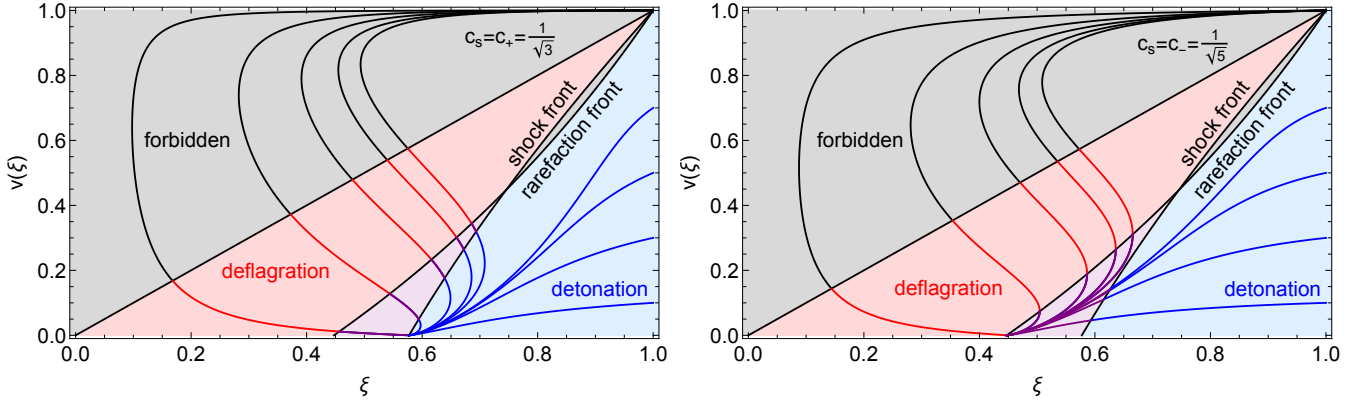 1.0
0.8
0.6
0.4
0.2
0.0
v(ξ)
c_s=c_+=1/√3
forbidden
shock front
rarefaction front
deflagration
detonation
0.0 0.2 0.4 0.6 0.8 1.0
ξ
1.0
0.8
0.6
0.4
0.2
0.0
v(ξ)
c_s=c_-=1/√5
forbidden
shock front
rarefaction front
deflagration
detonation
0.0 0.2 0.4 0.6 0.8 1.0
ξ